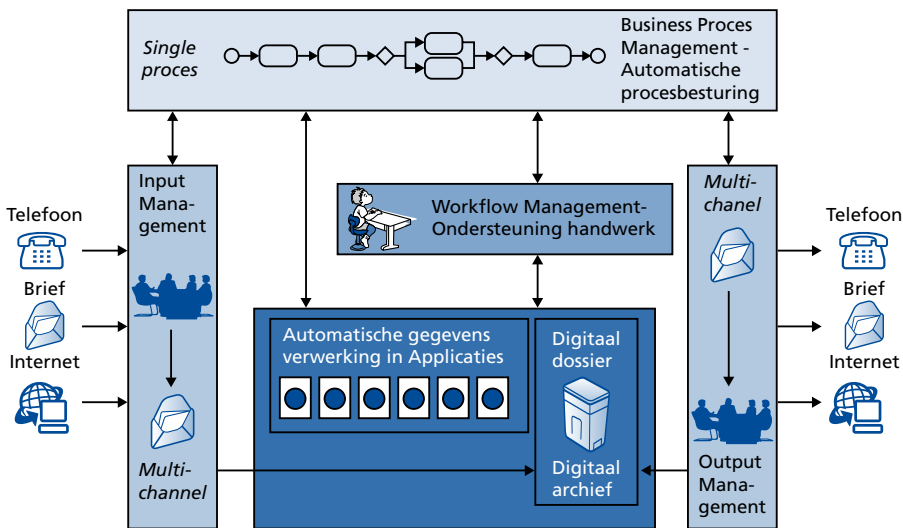 Single
proces
Business Proces
Management -
Automatische
procesbesturing
Input
Mana-
gement
Telefoon
Brief
Internet
Multi-
channel
Workflow Management-
Ondersteuning handwerk
Automatische gegevens
verwerking in Applicaties
Digitaal
dossier
Digitaal
archief
Multi-
chanel
Output
Mana-
gement
Telefoon
Brief
Internet